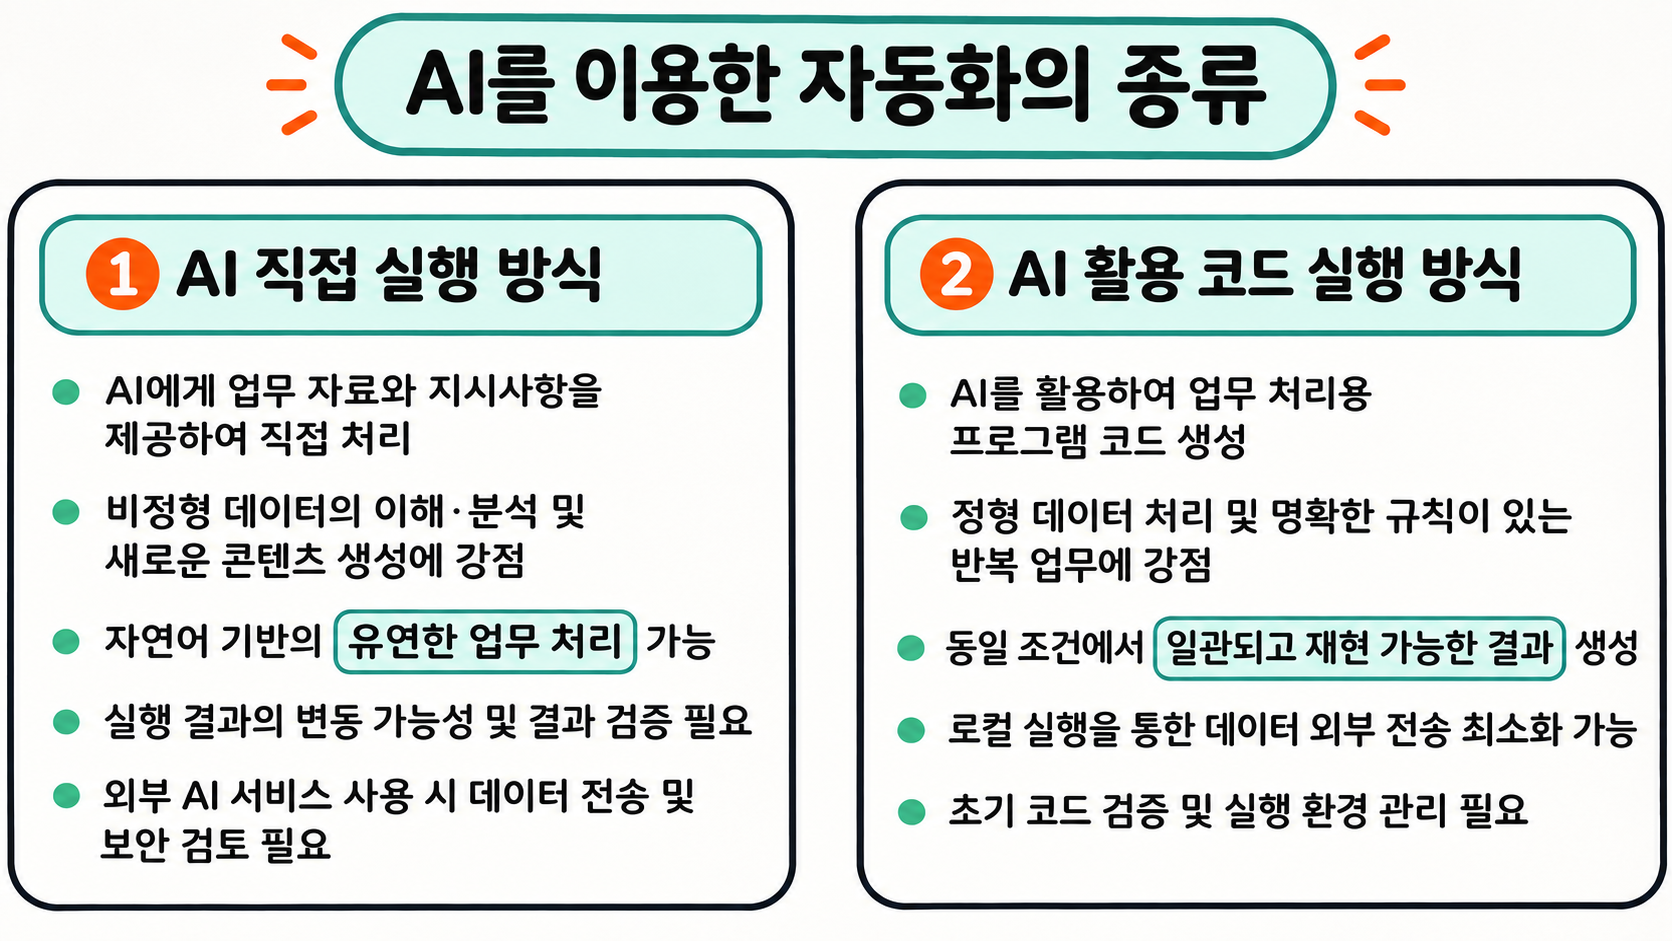 AI를 이용한 자동화의 종류
1 AI 직접 실행 방식
AI에게 업무 자료와 지시사항을
제공하여 직접 처리
비정형 데이터의 이해·분석 및
새로운 콘텐츠 생성에 강점
자연어 기반의 유연한 업무 처리 가능
실행 결과의 변동 가능성 및 결과 검증 필요
외부 AI 서비스 사용 시 데이터 전송 및
보안 검토 필요
2 AI 활용 코드 실행 방식
AI를 활용하여 업무 처리용
프로그램 코드 생성
정형 데이터 처리 및 명확한 규칙이 있는
반복 업무에 강점
동일 조건에서 일관되고 재현 가능한 결과 생성
로컬 실행을 통한 데이터 외부 전송 최소화 가능
초기 코드 검증 및 실행 환경 관리 필요